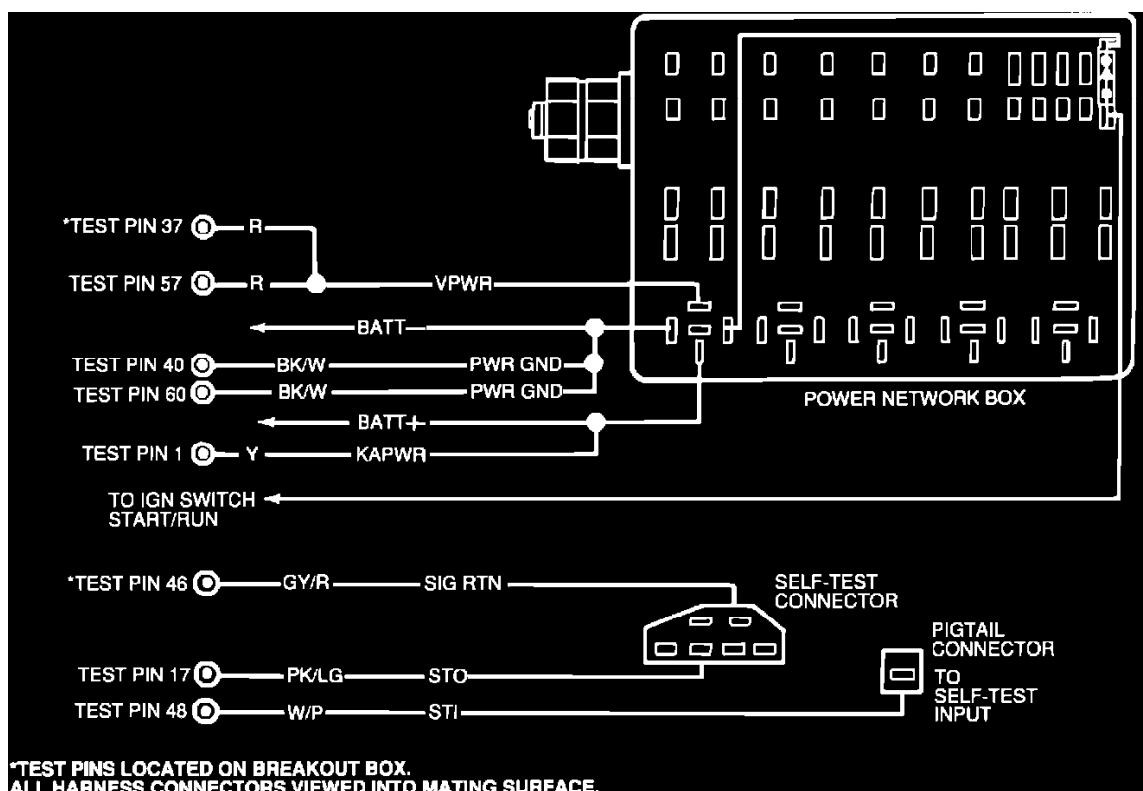 *TEST PIN 37 R
TEST PIN 57 R VPWR
BATT—
TEST PIN 40 BK/W PWR GND
TEST PIN 60 BK/W PWR GND
POWER NETWORK BOX
BATT+
TEST PIN 1 Y KAPWR
TO IGN SWITCH
START/RUN
*TEST PIN 46 GY/R SIG RTN
SELF-TEST
CONNECTOR
PIGTAIL
CONNECTOR
TEST PIN 17 PK/LG STO
TO
SELF-TEST
INPUT
TEST PIN 48 W/P STI
*TEST PINS LOCATED ON BREAKOUT BOX.
ALL HARNESS CONNECTORS VIEWED INTO MATING SURFACE.